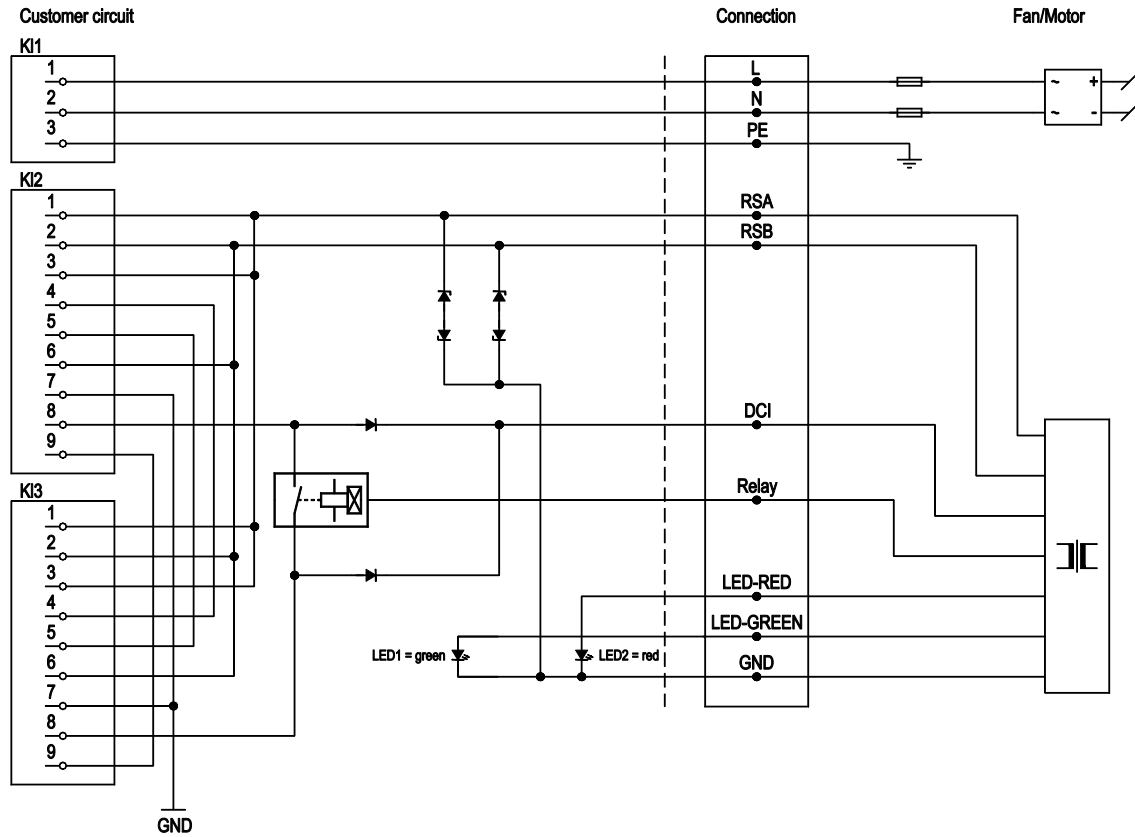 Customer circuit Connection Fan/Motor
Kl1
1 L
2 N
3 PE
Kl2
1 RSA
2 RSB
3
4
5
6
7
8 DCI
9
Relay
Kl3
1
2
3 LED-RED
4 LED-GREEN
5 LED1 = green LED2 = red GND
6
7
8
9
GND
~ +
~ -